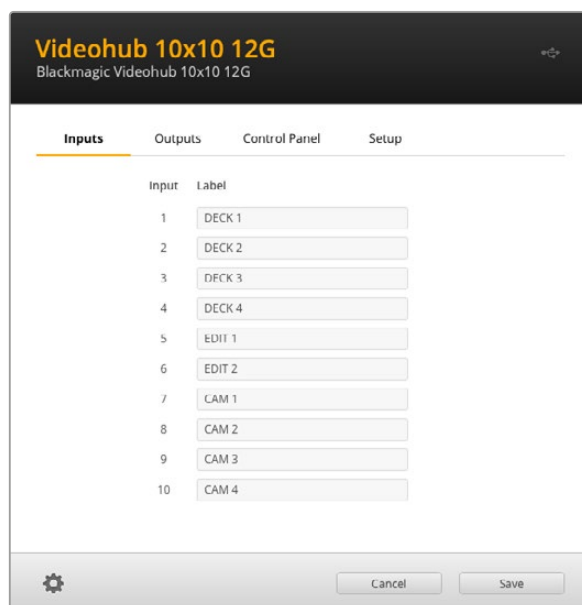 Videohub 10x10 12G
Blackmagic Videohub 10x10 12G
Inputs Outputs Control Panel Setup
Input Label
1 DECK 1
2 DECK 2
3 DECK 3
4 DECK 4
5 EDIT 1
6 EDIT 2
7 CAM 1
8 CAM 2
9 CAM 3
10 CAM 4
Cancel Save